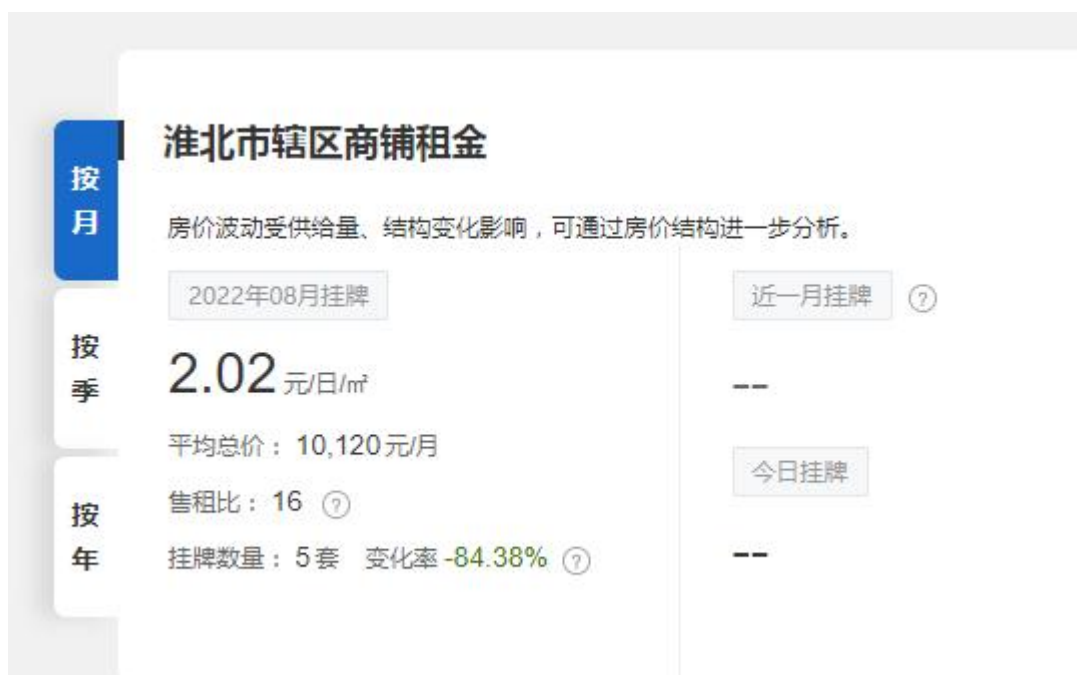 按月
按季
按年
淮北市辖区商铺租金
房价波动受供给量、结构变化影响，可通过房价结构进一步分析。
2022年08月挂牌
2.02 元/日/㎡
平均总价：10,120元/月
售租比：16 ?
挂牌数量：5套 变化率 -84.38% ?
近一月挂牌 ?
--
今日挂牌
--